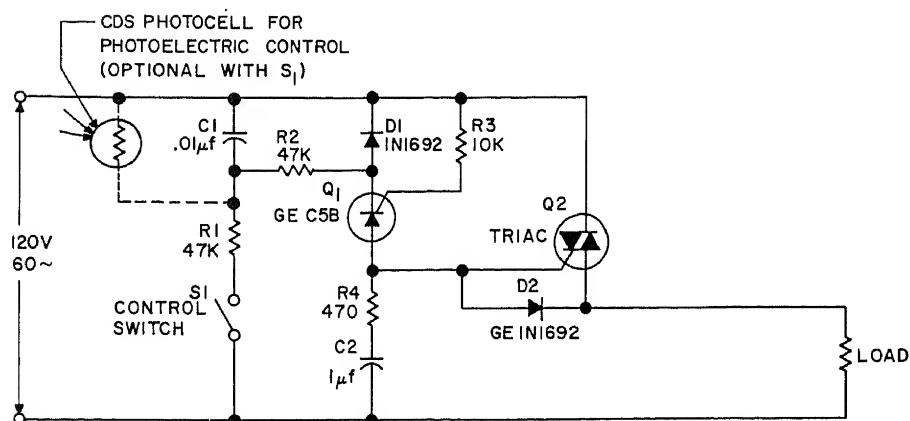 CDS PHOTOCELL FOR
PHOTOELECTRIC CONTROL
(OPTIONAL WITH S1)
C1
.01μf
R2
47K
D1
IN1692
R3
10K
Q1
GE C5B
Q2
TRIAC
120V
60~
R1
47K
S1
CONTROL
SWITCH
R4
470
D2
GE IN1692
C2
1μf
LOAD